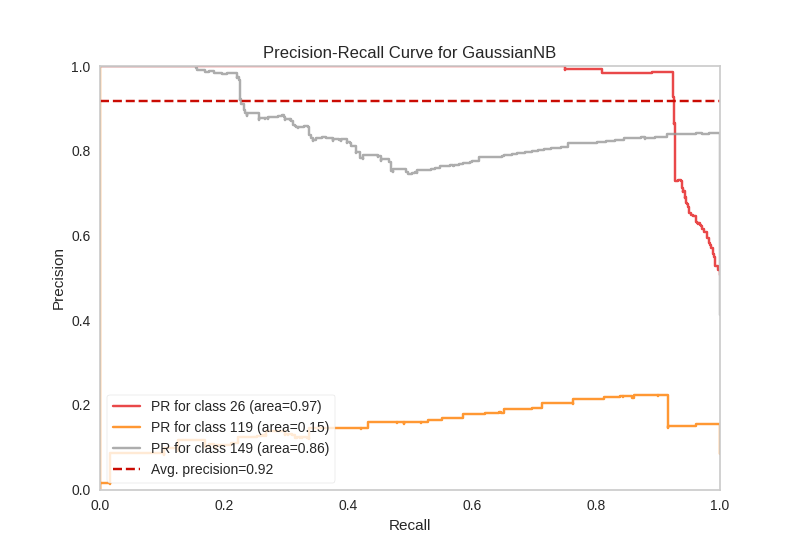 Precision-Recall Curve for GaussianNB
1.0
0.8
0.6
0.4
0.2
0.0
Precision
PR for class 26 (area=0.97)
PR for class 119 (area=0.15)
PR for class 149 (area=0.86)
Avg. precision=0.92
0.0 0.2 0.4 0.6 0.8 1.0
Recall